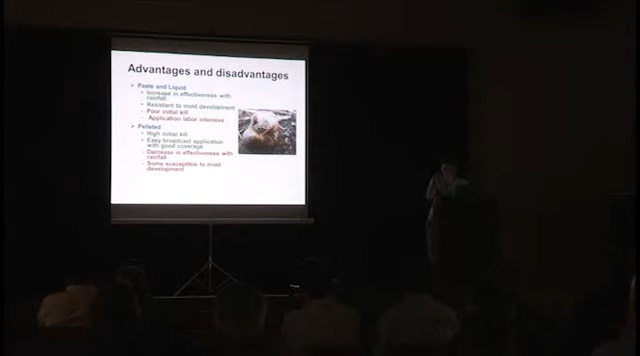 Advantages and disadvantages
Paste and Liquid
Increase in effectiveness with
rainfall
Resistant to mold development
Poor initial kill
Application labor intensive
Pelleted
High initial kill
Easy broadcast application
with good coverage
Decrease in effectiveness with
rainfall
Some susceptible to mold
development